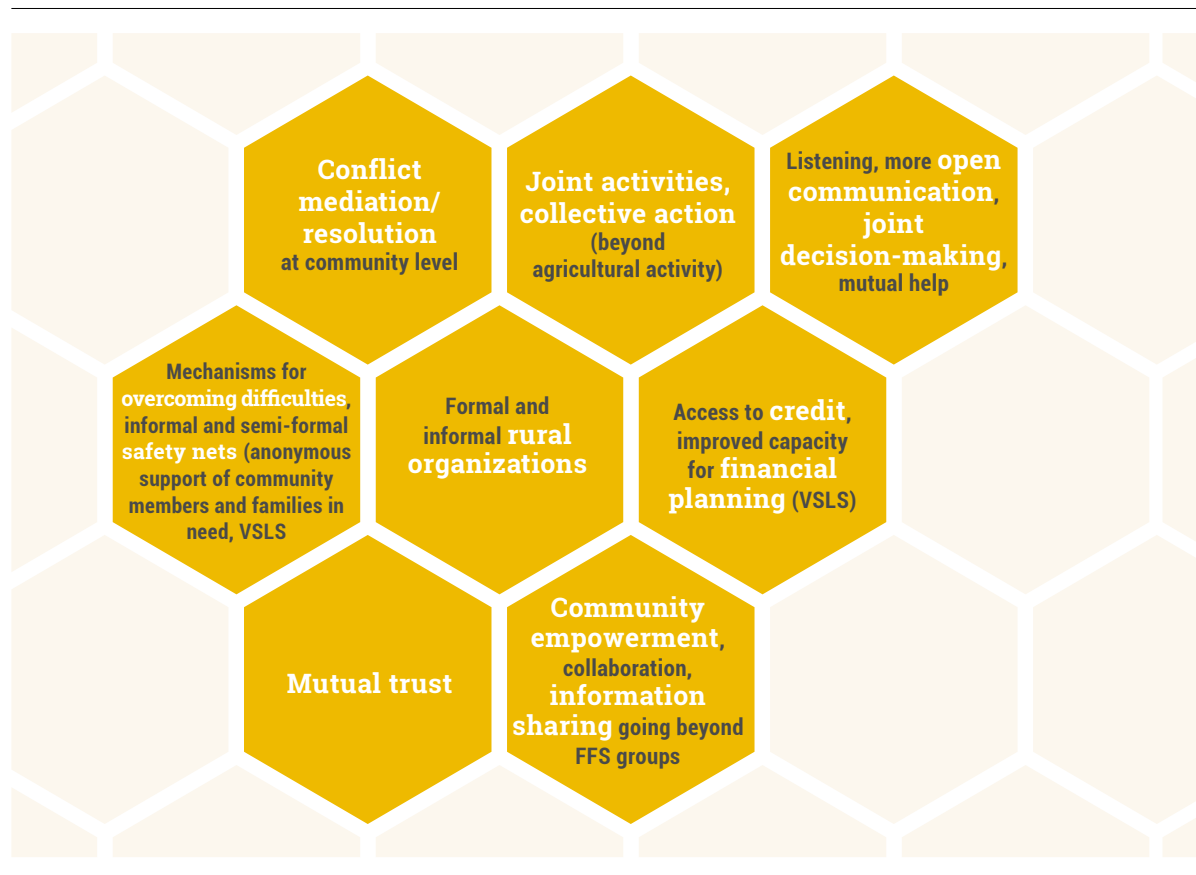 Conflict
mediation/
resolution
at community level
Joint activities,
collective action
(beyond
agricultural activity)
Listening, more open
communication,
joint
decision-making,
mutual help
Mechanisms for
overcoming difficulties,
informal and semi-formal
safety nets (anonymous
support of community
members and families in
need, VSLS
Formal and
informal rural
organizations
Access to credit,
improved capacity
for financial
planning (VSLS)
Mutual trust
Community
empowerment,
collaboration,
information
sharing going beyond
FFS groups